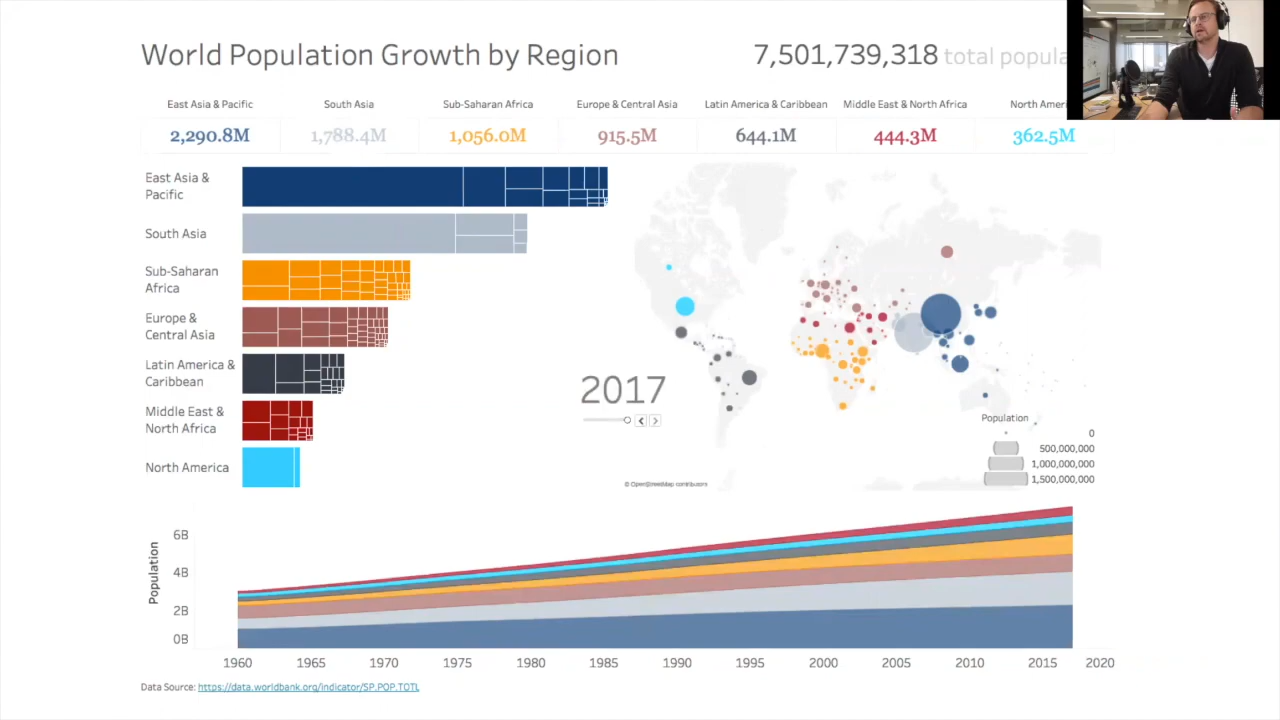 World Population Growth by Region
7,501,739,318 total popula
East Asia & Pacific
South Asia
Sub-Saharan Africa
Europe & Central Asia
Latin America & Caribbean
Middle East & North Africa
North Ameri
2,290.8M
1,788.4M
1,056.0M
915.5M
644.1M
444.3M
362.5M
East Asia &
Pacific
South Asia
Sub-Saharan
Africa
Europe &
Central Asia
Latin America &
Caribbean
Middle East &
North Africa
North America
2017
Population
0
500,000,000
1,000,000,000
1,500,000,000
© OpenStreetMap contributors
Population
6B
4B
2B
0B
1960
1965
1970
1975
1980
1985
1990
1995
2000
2005
2010
2015
2020
Data Source: https://data.worldbank.org/indicator/SP.POP.TOTL